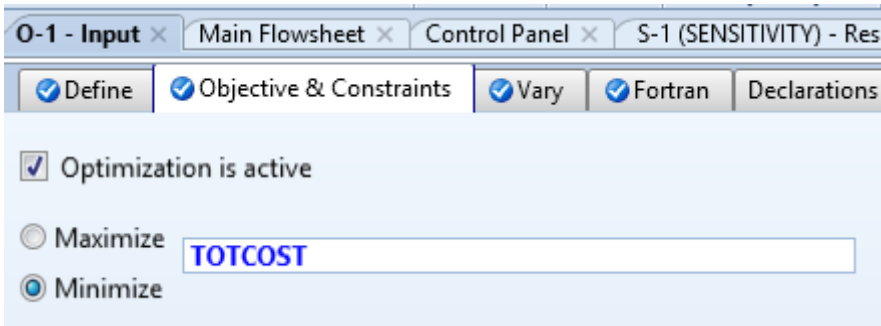 O-1 - Input Main Flowsheet Control Panel S-1 (SENSITIVITY) - Res
Define Objective & Constraints Vary Fortran Declarations
Optimization is active
Maximize
TOTCOST
Minimize